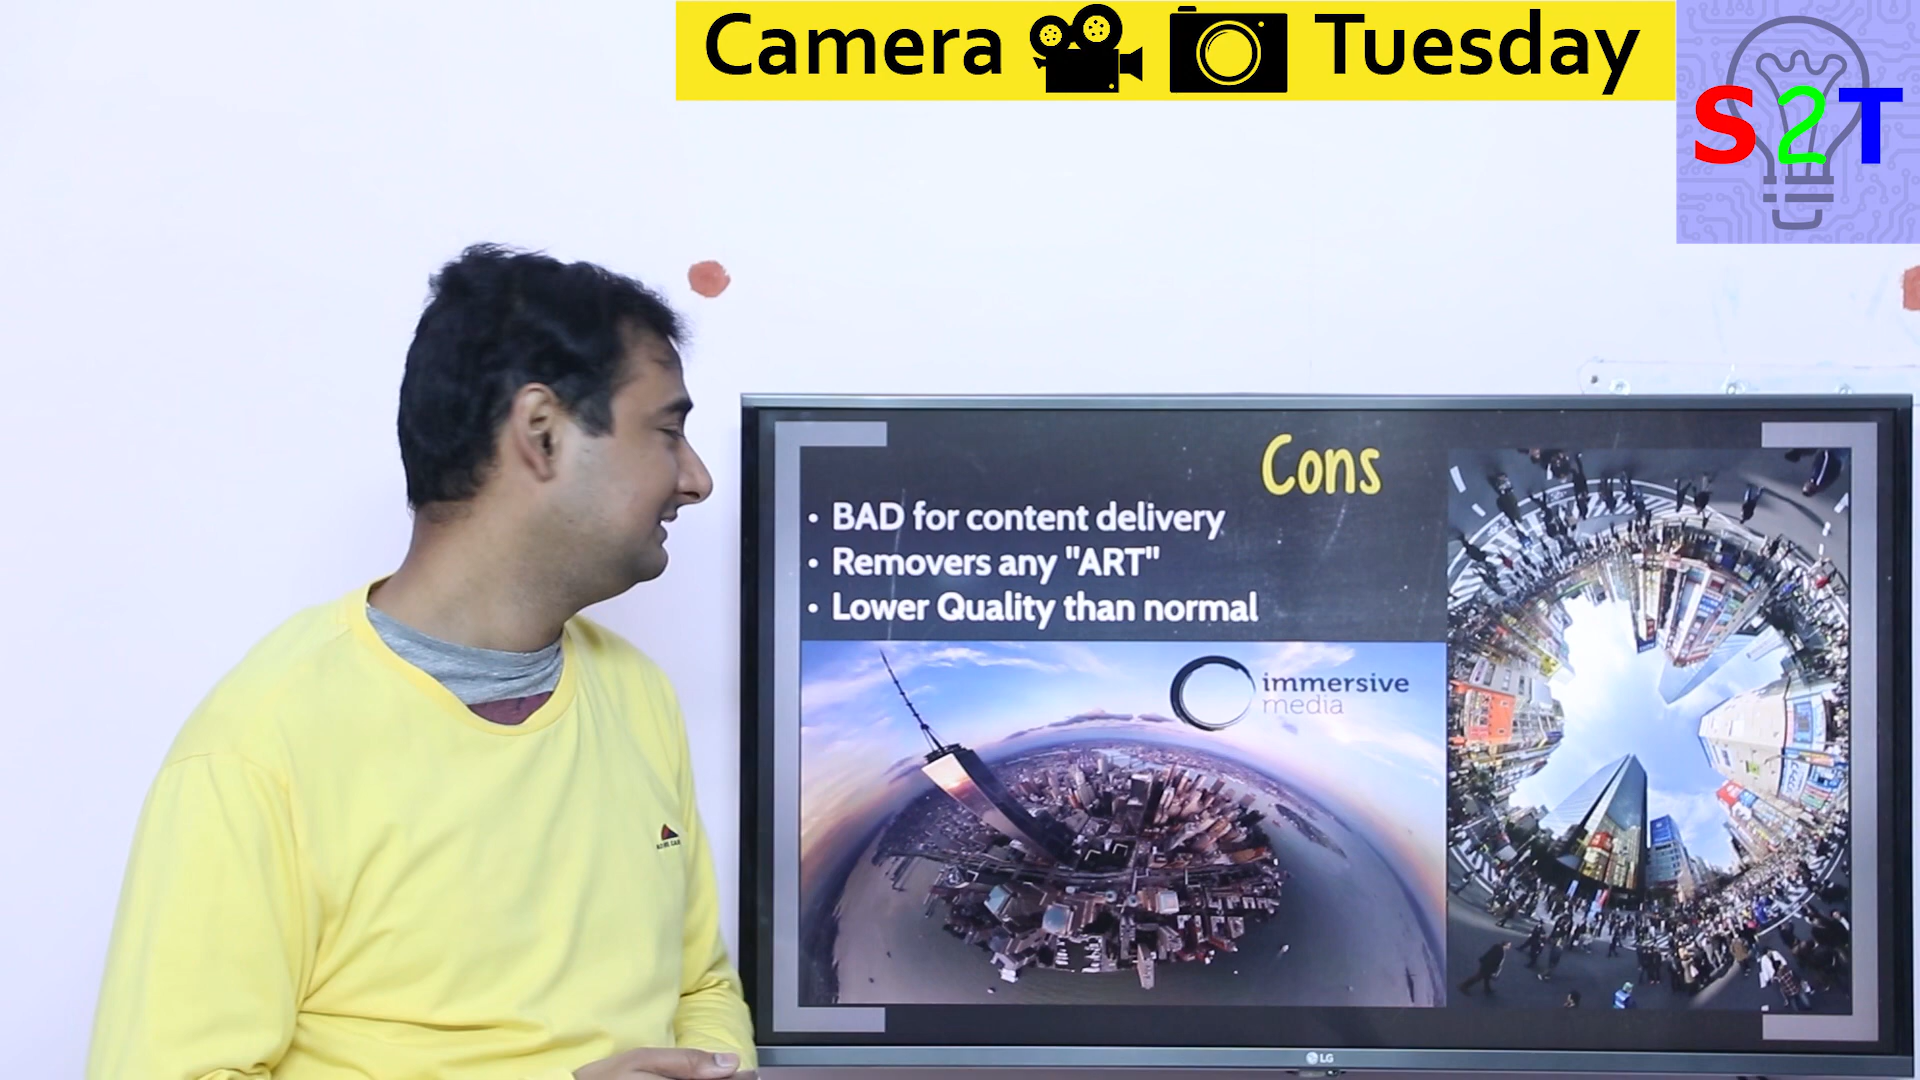 Camera Tuesday
S2T
Cons
• BAD for content delivery
• Removers any "ART"
• Lower Quality than normal
immersive
media
LG